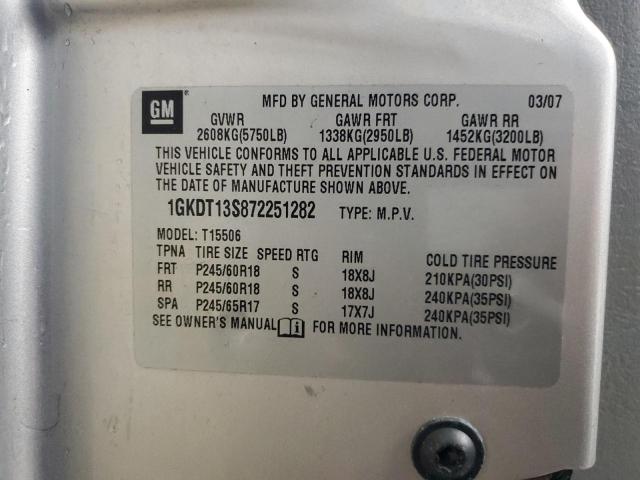 GM
MFD BY GENERAL MOTORS CORP. 03/07
GVWR GAWR FRT GAWR RR
2608KG(5750LB) 1338KG(2950LB) 1452KG(3200LB)
THIS VEHICLE CONFORMS TO ALL APPLICABLE U.S. FEDERAL MOTOR
VEHICLE SAFETY AND THEFT PREVENTION STANDARDS IN EFFECT ON
THE DATE OF MANUFACTURE SHOWN ABOVE.
1GKDT13S872251282 TYPE: M.P.V.
MODEL: T15506
TPNA TIRE SIZE SPEED RTG RIM COLD TIRE PRESSURE
FRT P245/60R18 S 18X8J 210KPA(30PSI)
RR P245/60R18 S 18X8J 240KPA(35PSI)
SPA P245/65R17 S 17X7J 240KPA(35PSI)
SEE OWNER'S MANUAL FOR MORE INFORMATION.